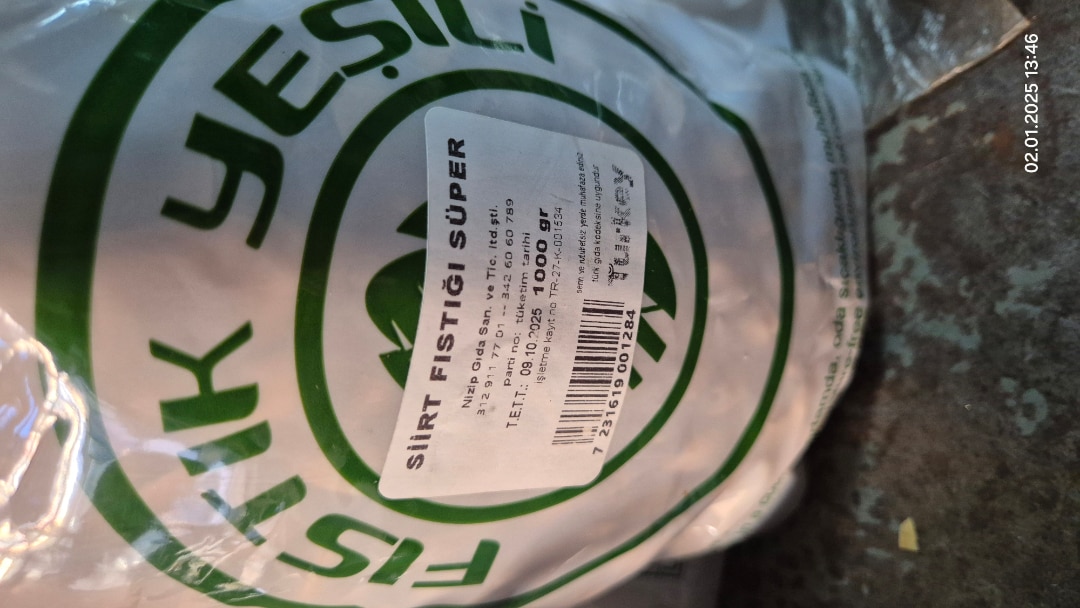 FISTIK YEŞİLİ
SİİRT FISTIĞI SÜPER
Nizip Gıda San. ve Tic. ltd.şti.
312 911 77 01 -- 342 60 60 789
parti no: tüketim tarihi
T.E.T.T.: 09.10.2025 1000 gr
işletme kayıt no TR-27-K-001534
serin ve rutubetsiz yerde muhafaza ediniz
türk gıda kodeksine uygundur
7 231619 001284
02.01.2025 13:46